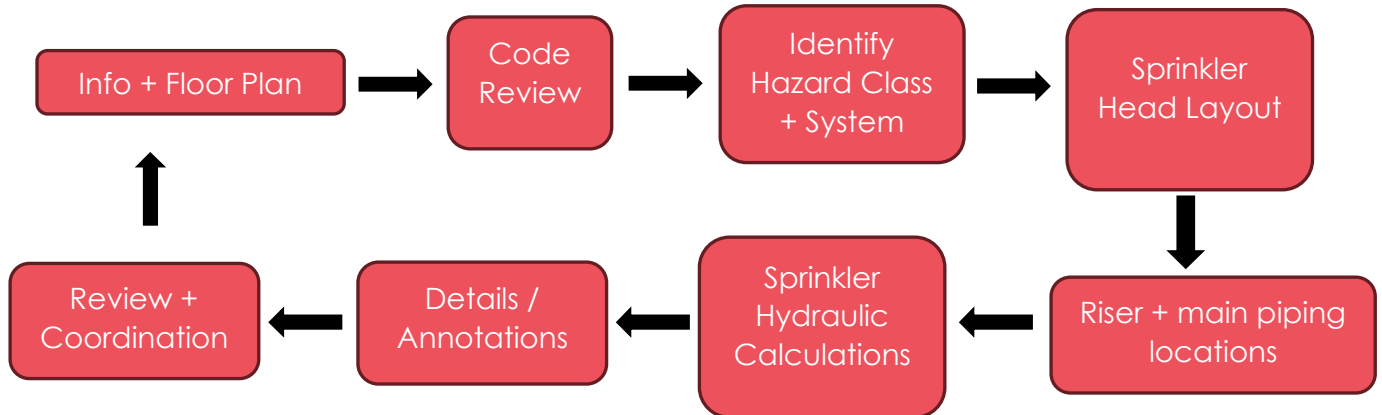 Info + Floor Plan
Code
Review
Identify
Hazard Class
+ System
Sprinkler
Head Layout
Riser + main piping
locations
Sprinkler
Hydraulic
Calculations
Details /
Annotations
Review +
Coordination